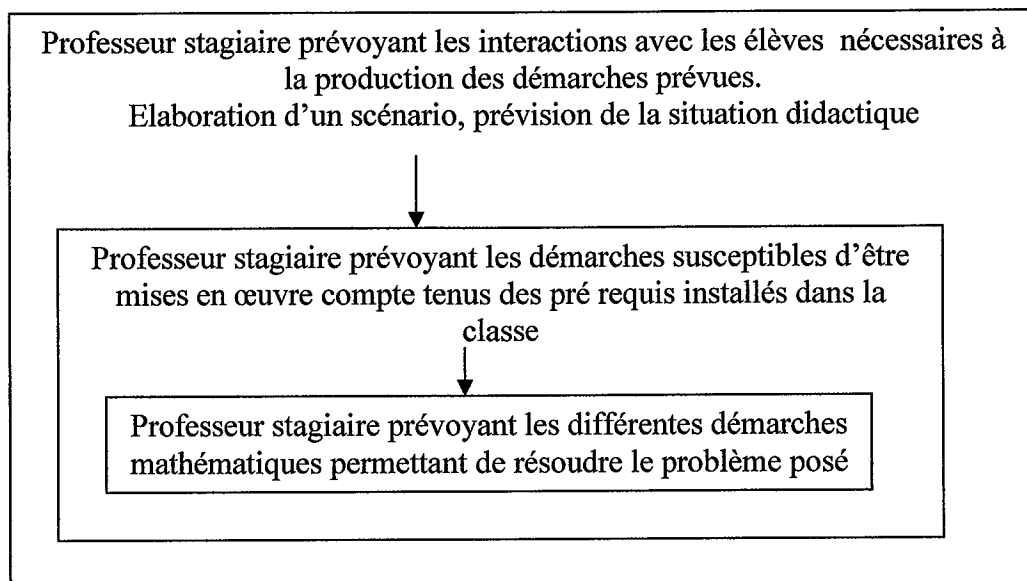 Professeur stagiaire prévoyant les interactions avec les élèves nécessaires à
la production des démarches prévues.
Elaboration d'un scénario, prévision de la situation didactique
Professeur stagiaire prévoyant les démarches susceptibles d'être
mises en œuvre compte tenus des pré requis installés dans la
classe
Professeur stagiaire prévoyant les différentes démarches
mathématiques permettant de résoudre le problème posé